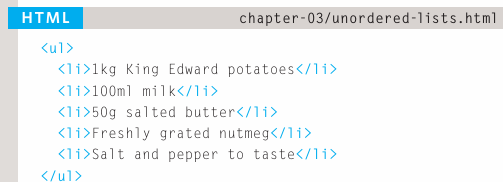 HTML chapter-03/unordered-lists.html
<ul>
<li>1kg King Edward potatoes</li>
<li>100ml milk</li>
<li>50g salted butter</li>
<li>Freshly grated nutmeg</li>
<li>Salt and pepper to taste</li>
</ul>